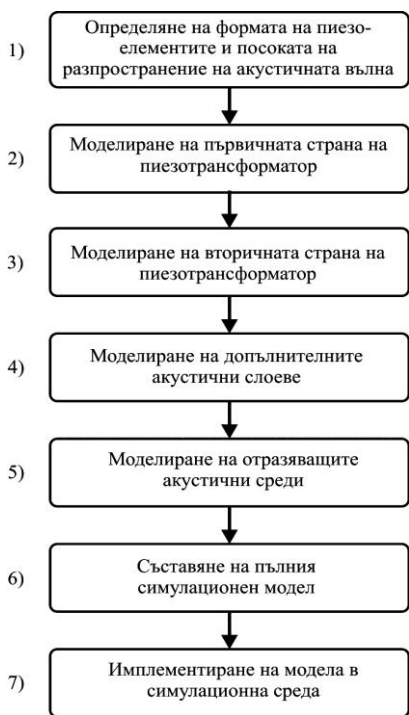 Определяне на формата на пиезо-
елементите и посоката на
1)
разпространение на акустичната вълна
Моделиране на първичната страна на
2)
пиезотрансформатор
Моделиране на вторичната страна на
3)
пиезотрансформатор
Моделиране на допълнителните
4)
акустични слоеве
Моделиране на отразяващите
5)
акустични среди
Съставяне на пълния
6)
симулационен модел
Имплементиране на модела в
7)
симулационна среда